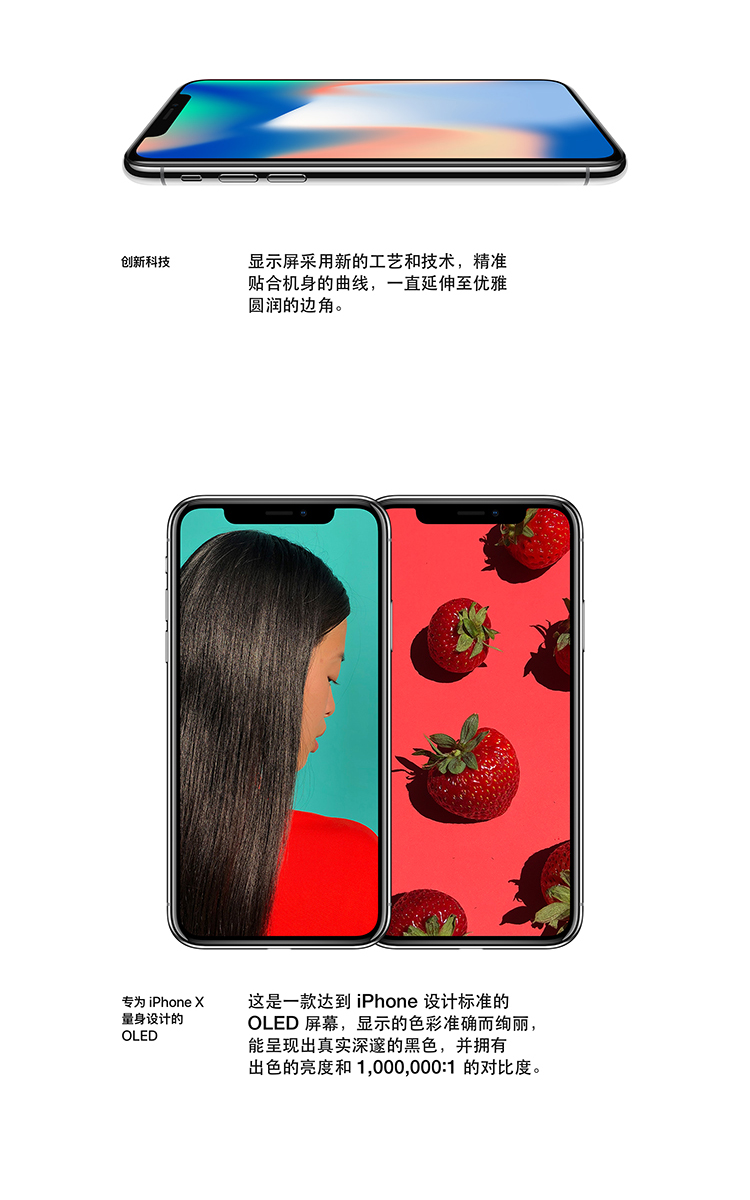 创新科技
显示屏采用新的工艺和技术，精准
贴合机身的曲线，一直延伸至优雅
圆润的边角。
专为 iPhone X
量身设计的
OLED
这是一款达到 iPhone 设计标准的
OLED 屏幕，显示的色彩准确而绚丽，
能呈现出真实深邃的黑色，并拥有
出色的亮度和 1,000,000:1 的对比度。